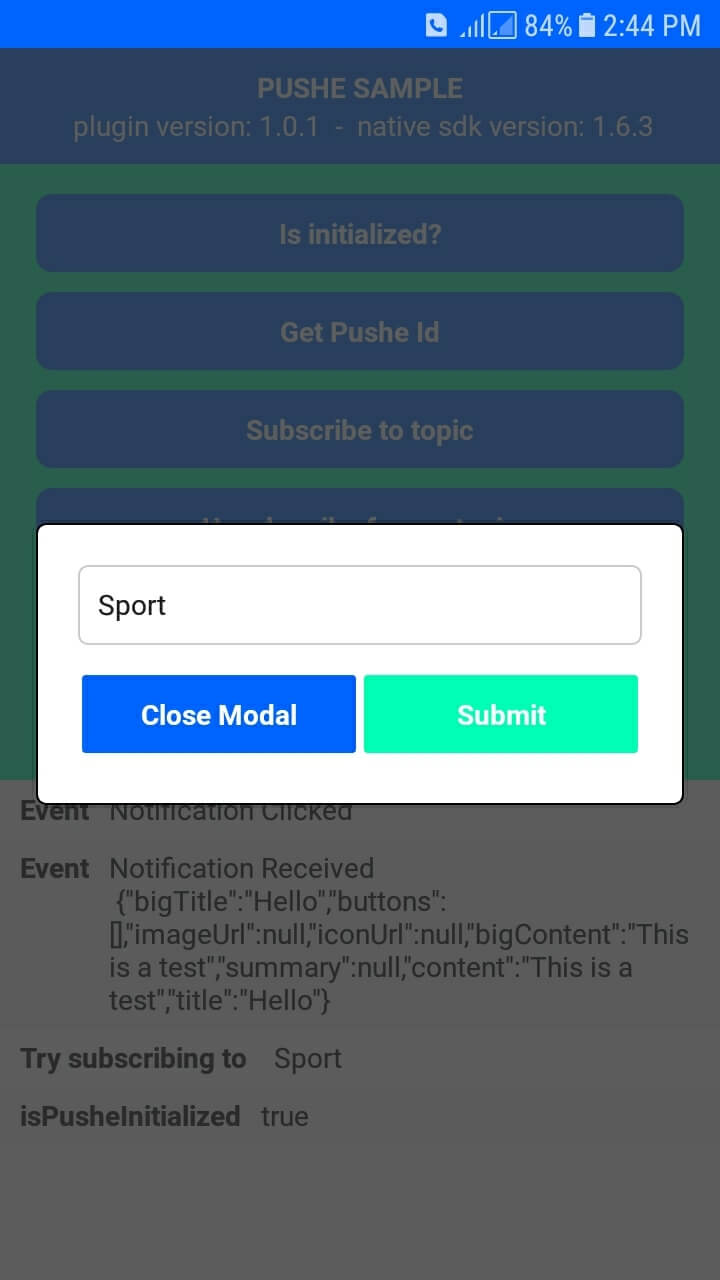 84% 2:44 PM
PUSHE SAMPLE
plugin version: 1.0.1 - native sdk version: 1.6.3
Is initialized?
Get Pushe Id
Subscribe to topic
Sport
Close Modal Submit
Event Notification Clicked
Event Notification Received
{"bigTitle":"Hello","buttons":
[],"imageUrl":null,"iconUrl":null,"bigContent":"This
is a test","summary":null,"content":"This is a
test","title":"Hello"}
Try subscribing to Sport
isPusheInitialized true